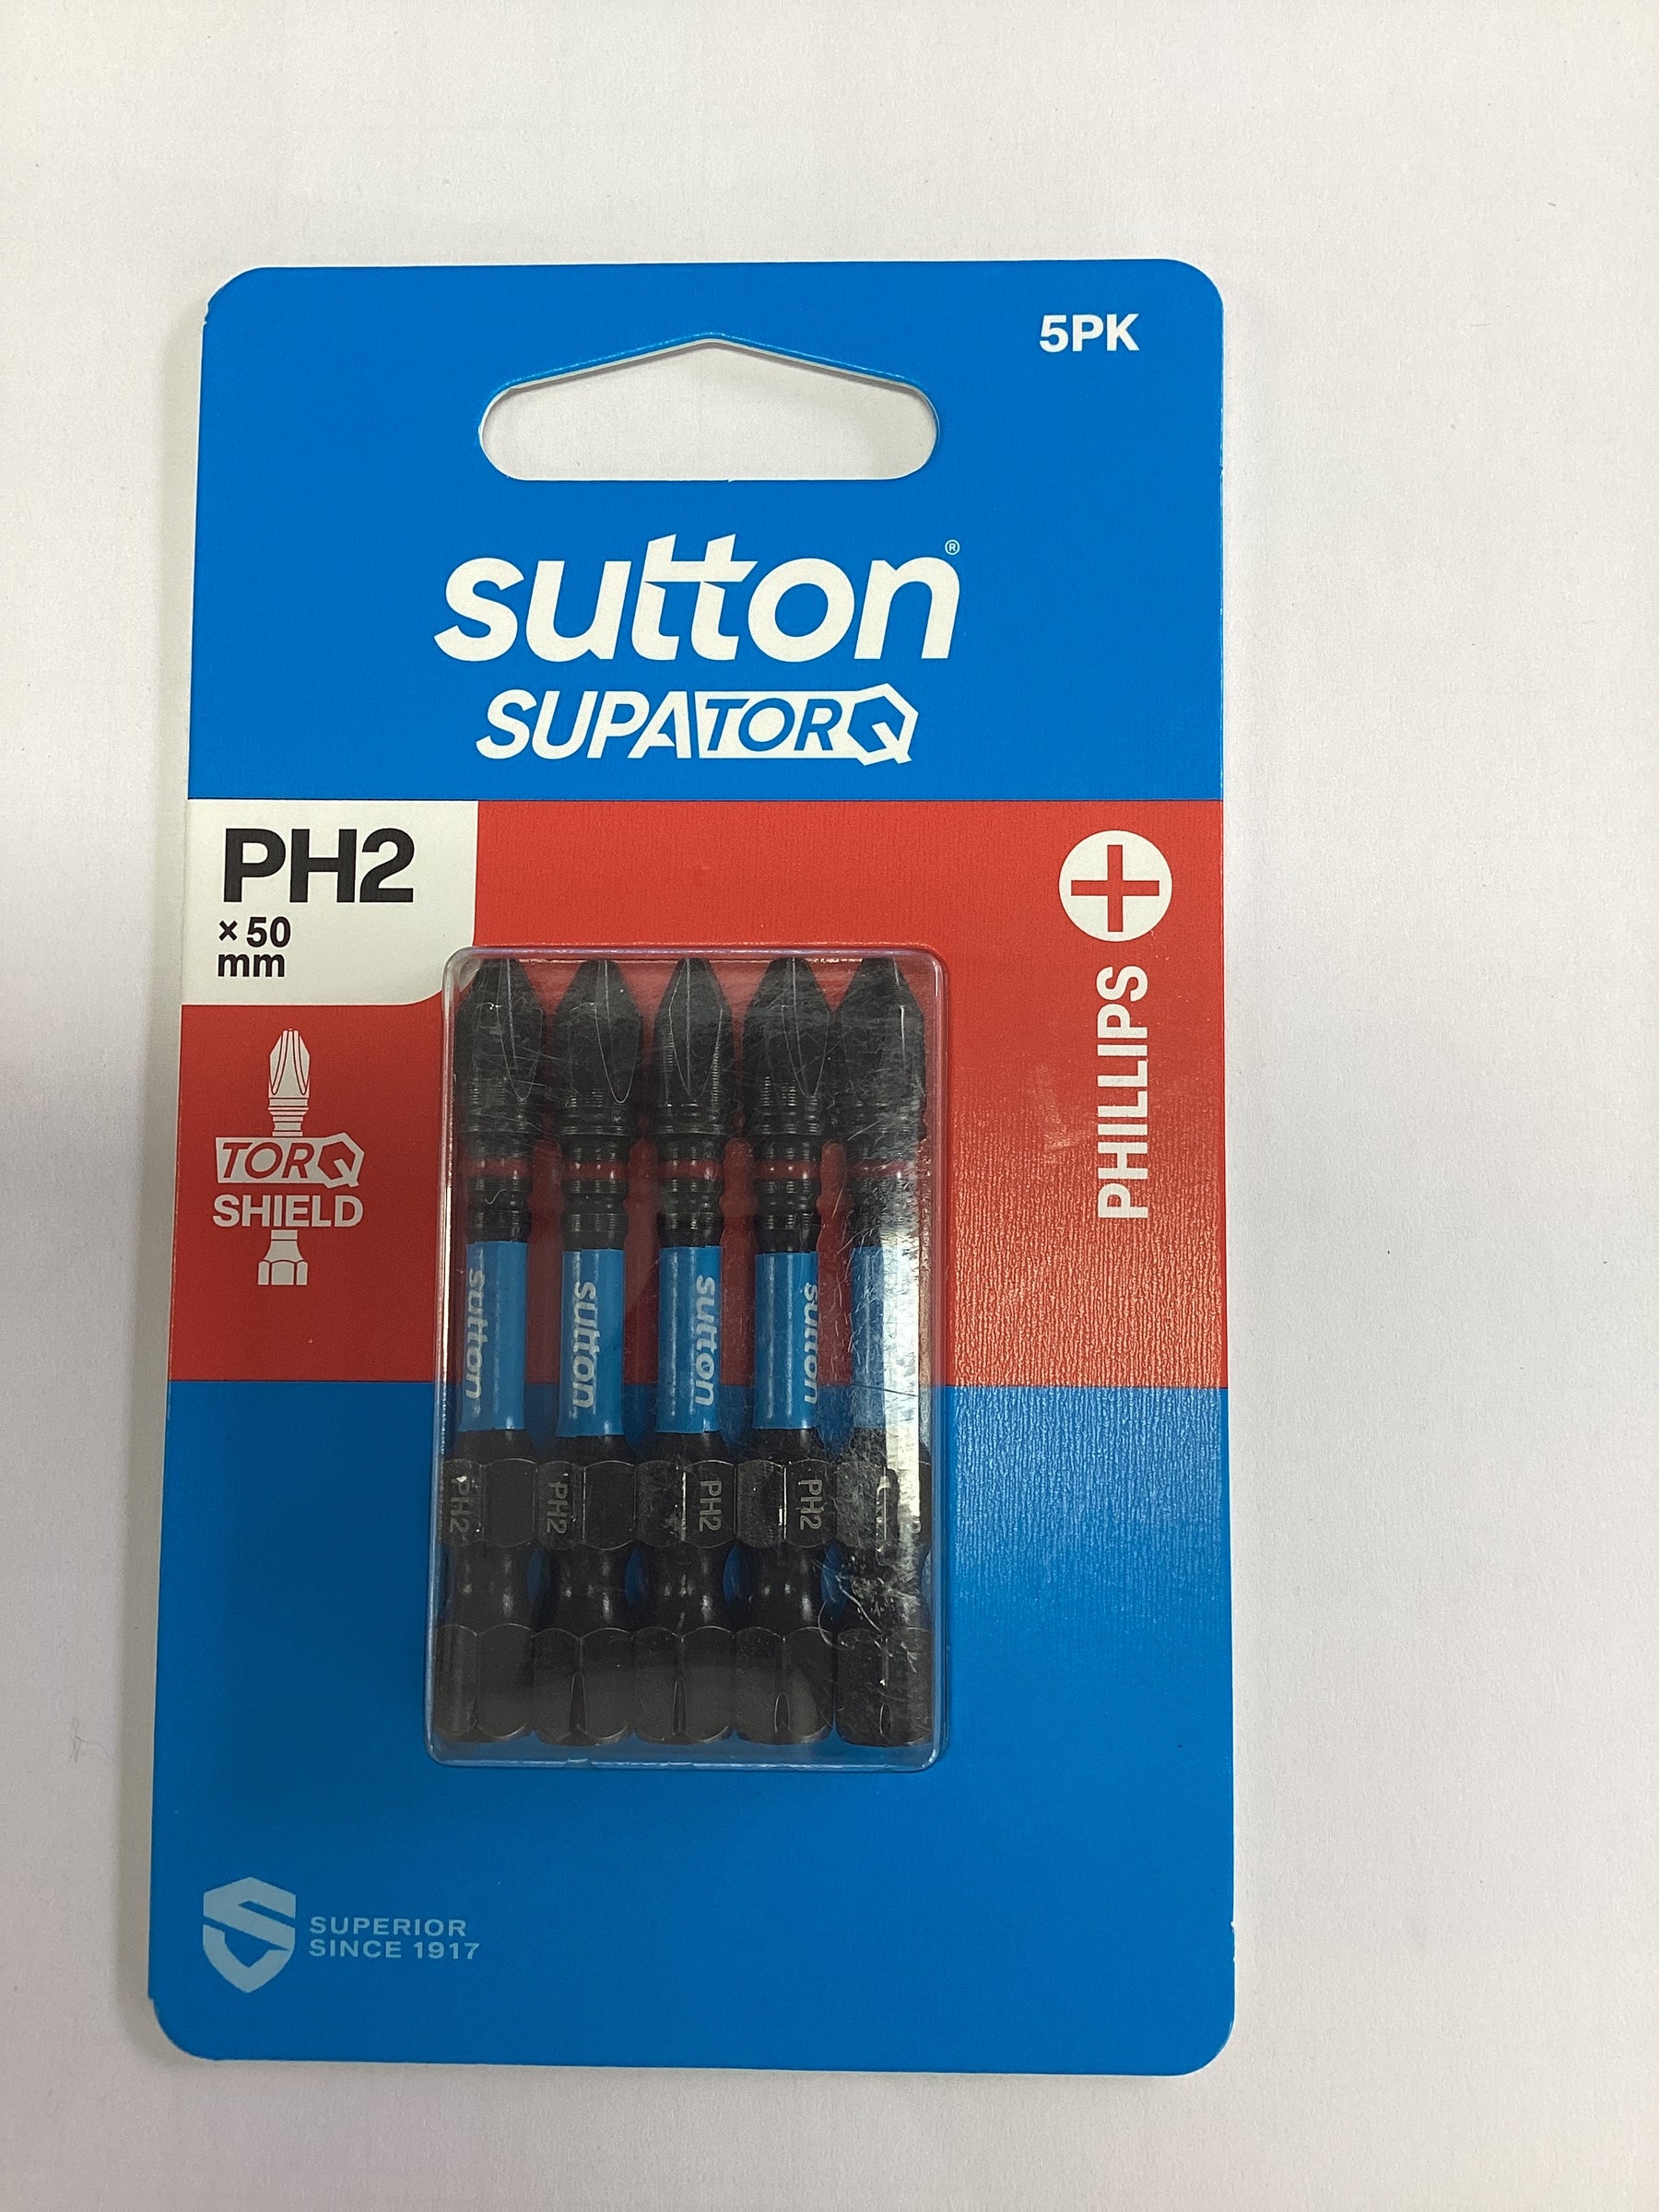 5PK
sutton®
SUPATORQ
PH2
× 50
mm
PHILLIPS
TORQ
SHIELD
sutton
sutton
sutton
sutton
PH2
PH2
PH2
PH2
SUPERIOR
SINCE 1917